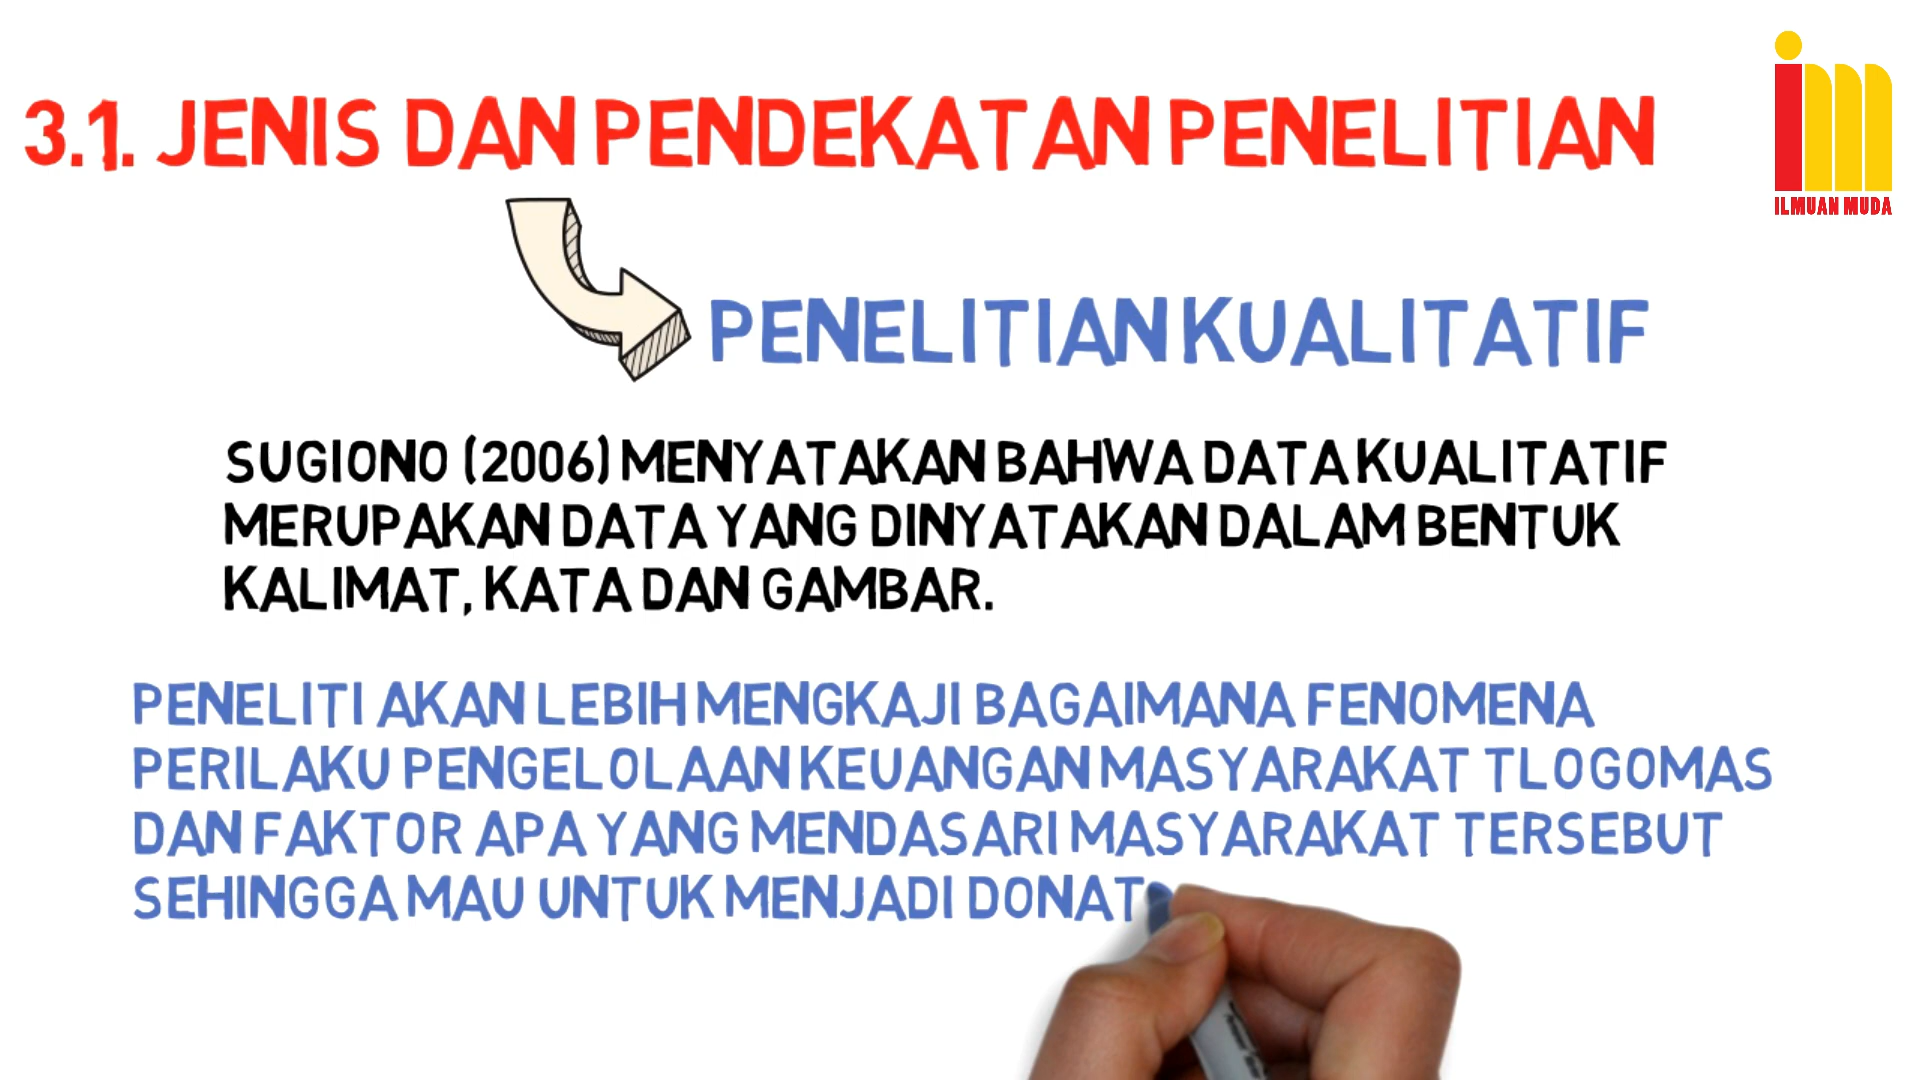 3.1. JENIS DAN PENDEKATAN PENELITIAN
ILMUAN MUDA
PENELITIAN KUALITATIF
SUGIONO (2006) MENYATAKAN BAHWA DATA KUALITATIF
MERUPAKAN DATA YANG DINYATAKAN DALAM BENTUK
KALIMAT, KATA DAN GAMBAR.
PENELITI AKAN LEBIH MENGKAJI BAGAIMANA FENOMENA
PERILAKU PENGELOLAAN KEUANGAN MASYARAKAT TLOGOMAS
DAN FAKTOR APA YANG MENDASARI MASYARAKAT TERSEBUT
SEHINGGA MAU UNTUK MENJADI DONAT